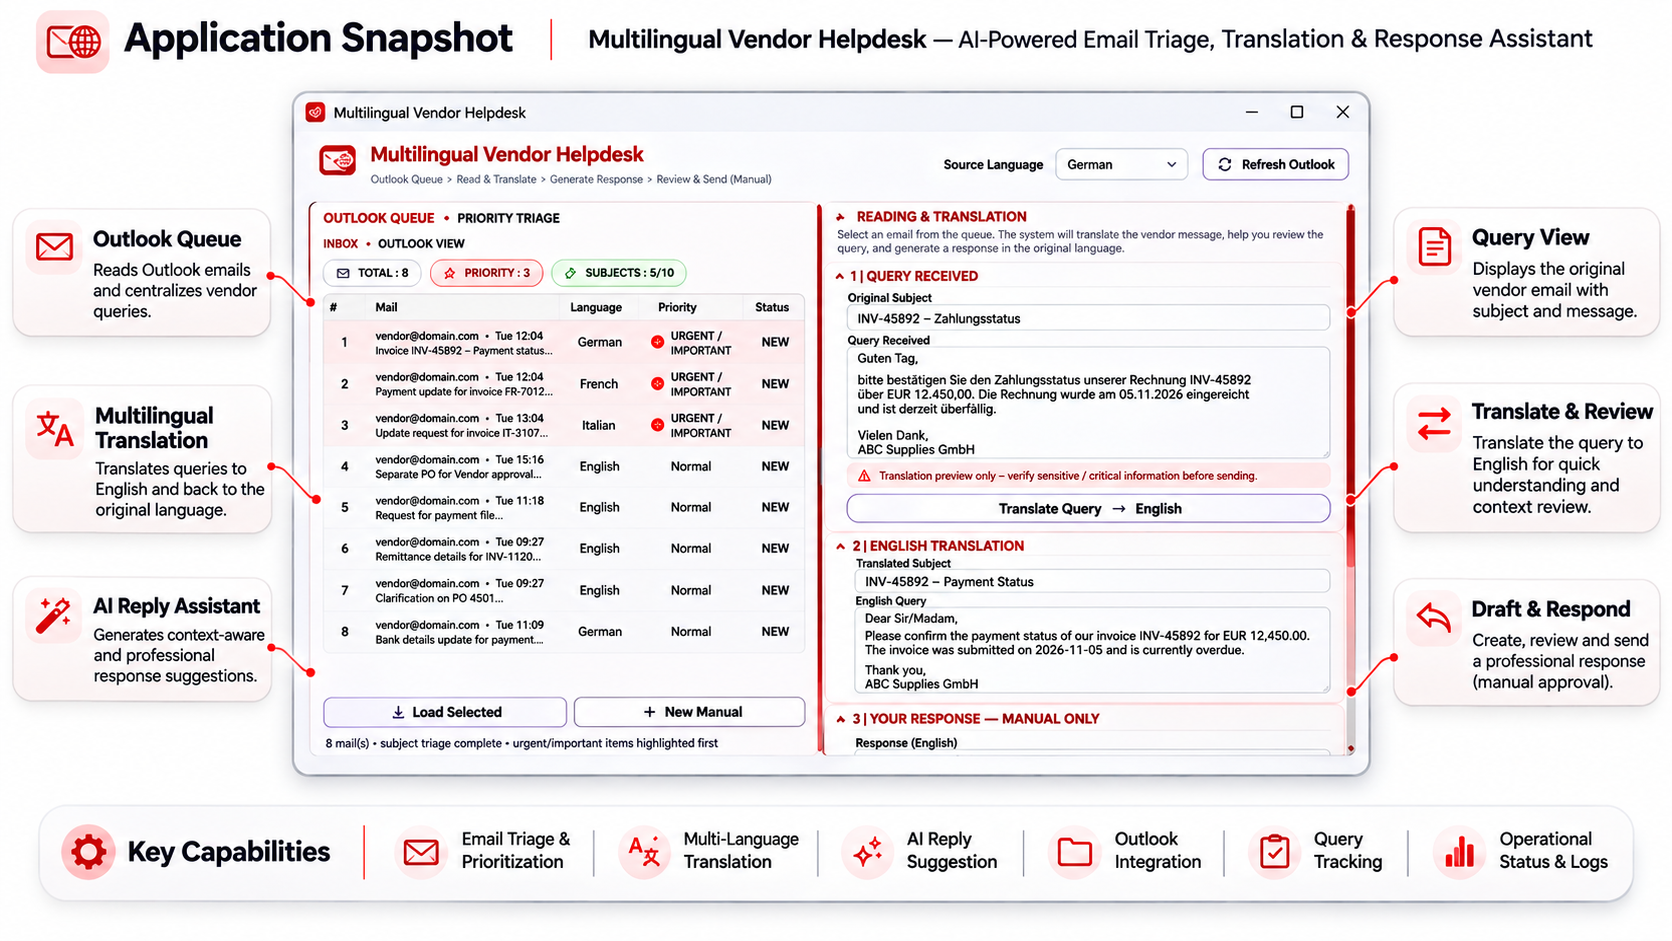 Application Snapshot
Multilingual Vendor Helpdesk — AI-Powered Email Triage, Translation & Response Assistant
Multilingual Vendor Helpdesk
Multilingual Vendor Helpdesk
Outlook Queue > Read & Translate > Generate Response > Review & Send (Manual)
Source Language
German
Refresh Outlook
Outlook Queue
Reads Outlook emails
and centralizes vendor
queries.
Multilingual
Translation
Translates queries to
English and back to the
original language.
AI Reply Assistant
Generates context-aware
and professional
response suggestions.
OUTLOOK QUEUE • PRIORITY TRIAGE
INBOX • OUTLOOK VIEW
TOTAL : 8
PRIORITY : 3
SUBJECTS : 5/10
# Mail Language Priority Status
1 vendor@domain.com • Tue 12:04 German URGENT / NEW
Invoice INV-45892 – Payment status... IMPORTANT
2 vendor@domain.com • Tue 12:04 French URGENT / NEW
Payment update for invoice FR-7012... IMPORTANT
3 vendor@domain.com • Tue 13:04 Italian URGENT / NEW
Update request for invoice IT-3107... IMPORTANT
4 vendor@domain.com • Tue 15:16 English Normal NEW
Separate PO for Vendor approval...
5 vendor@domain.com • Tue 11:18 English Normal NEW
Request for payment file...
6 vendor@domain.com • Tue 09:27 English Normal NEW
Remittance details for INV-1120...
7 vendor@domain.com • Tue 09:27 English Normal NEW
Clarification on PO 4501...
8 vendor@domain.com • Tue 11:09 German Normal NEW
Bank details update for payment...
Load Selected
+ New Manual
8 mail(s) • subject triage complete • urgent/important items highlighted first
READING & TRANSLATION
Select an email from the queue. The system will translate the vendor message, help you review the
query, and generate a response in the original language.
1 | QUERY RECEIVED
Original Subject
INV-45892 – Zahlungsstatus
Query Received
Guten Tag,
bitte bestätigen Sie den Zahlungsstatus unserer Rechnung INV-45892
über EUR 12.450,00. Die Rechnung wurde am 05.11.2026 eingereicht
und ist derzeit überfällig.
Vielen Dank,
ABC Supplies GmbH
Translation preview only – verify sensitive / critical information before sending.
Translate Query → English
2 | ENGLISH TRANSLATION
Translated Subject
INV-45892 – Payment Status
English Query
Dear Sir/Madam,
Please confirm the payment status of our invoice INV-45892 for EUR 12,450.00.
The invoice was submitted on 2026-11-05 and is currently overdue.
Thank you,
ABC Supplies GmbH
3 | YOUR RESPONSE — MANUAL ONLY
Response (English)
Query View
Displays the original
vendor email with
subject and message.
Translate & Review
Translate the query to
English for quick
understanding and
context review.
Draft & Respond
Create, review and send
a professional response
(manual approval).
Key Capabilities
Email Triage &
Prioritization
Multi-Language
Translation
AI Reply
Suggestion
Outlook
Integration
Query
Tracking
Operational
Status & Logs